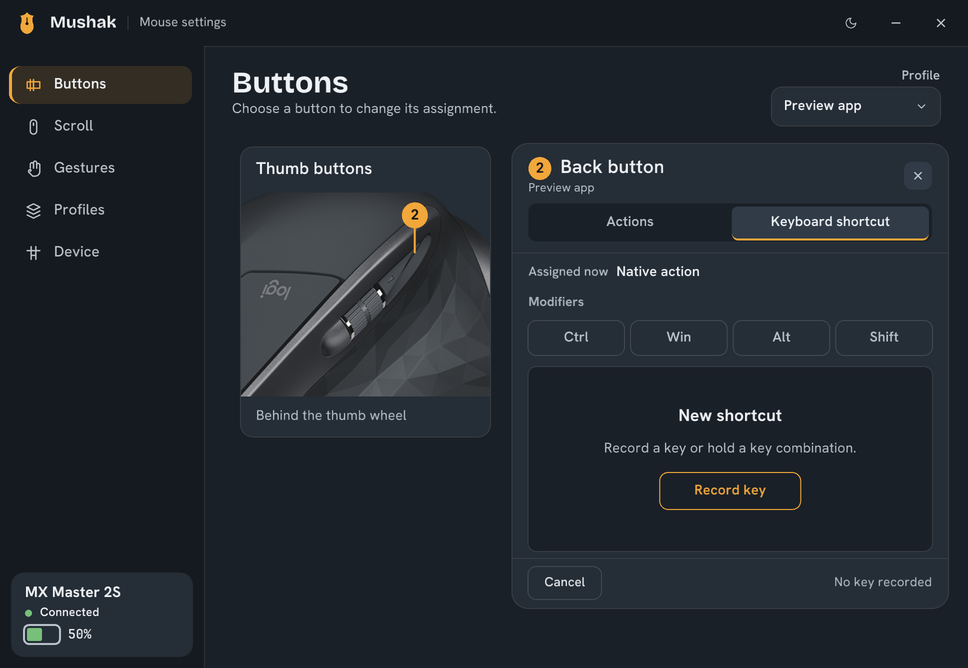 Mushak
Mouse settings
Buttons
Scroll
Gestures
Profiles
Device
MX Master 2S
Connected
50%
Buttons
Choose a button to change its assignment.
Profile
Preview app
Thumb buttons
2
logi
Behind the thumb wheel
2 Back button
Preview app
Actions
Keyboard shortcut
Assigned now Native action
Modifiers
Ctrl
Win
Alt
Shift
New shortcut
Record a key or hold a key combination.
Record key
Cancel
No key recorded